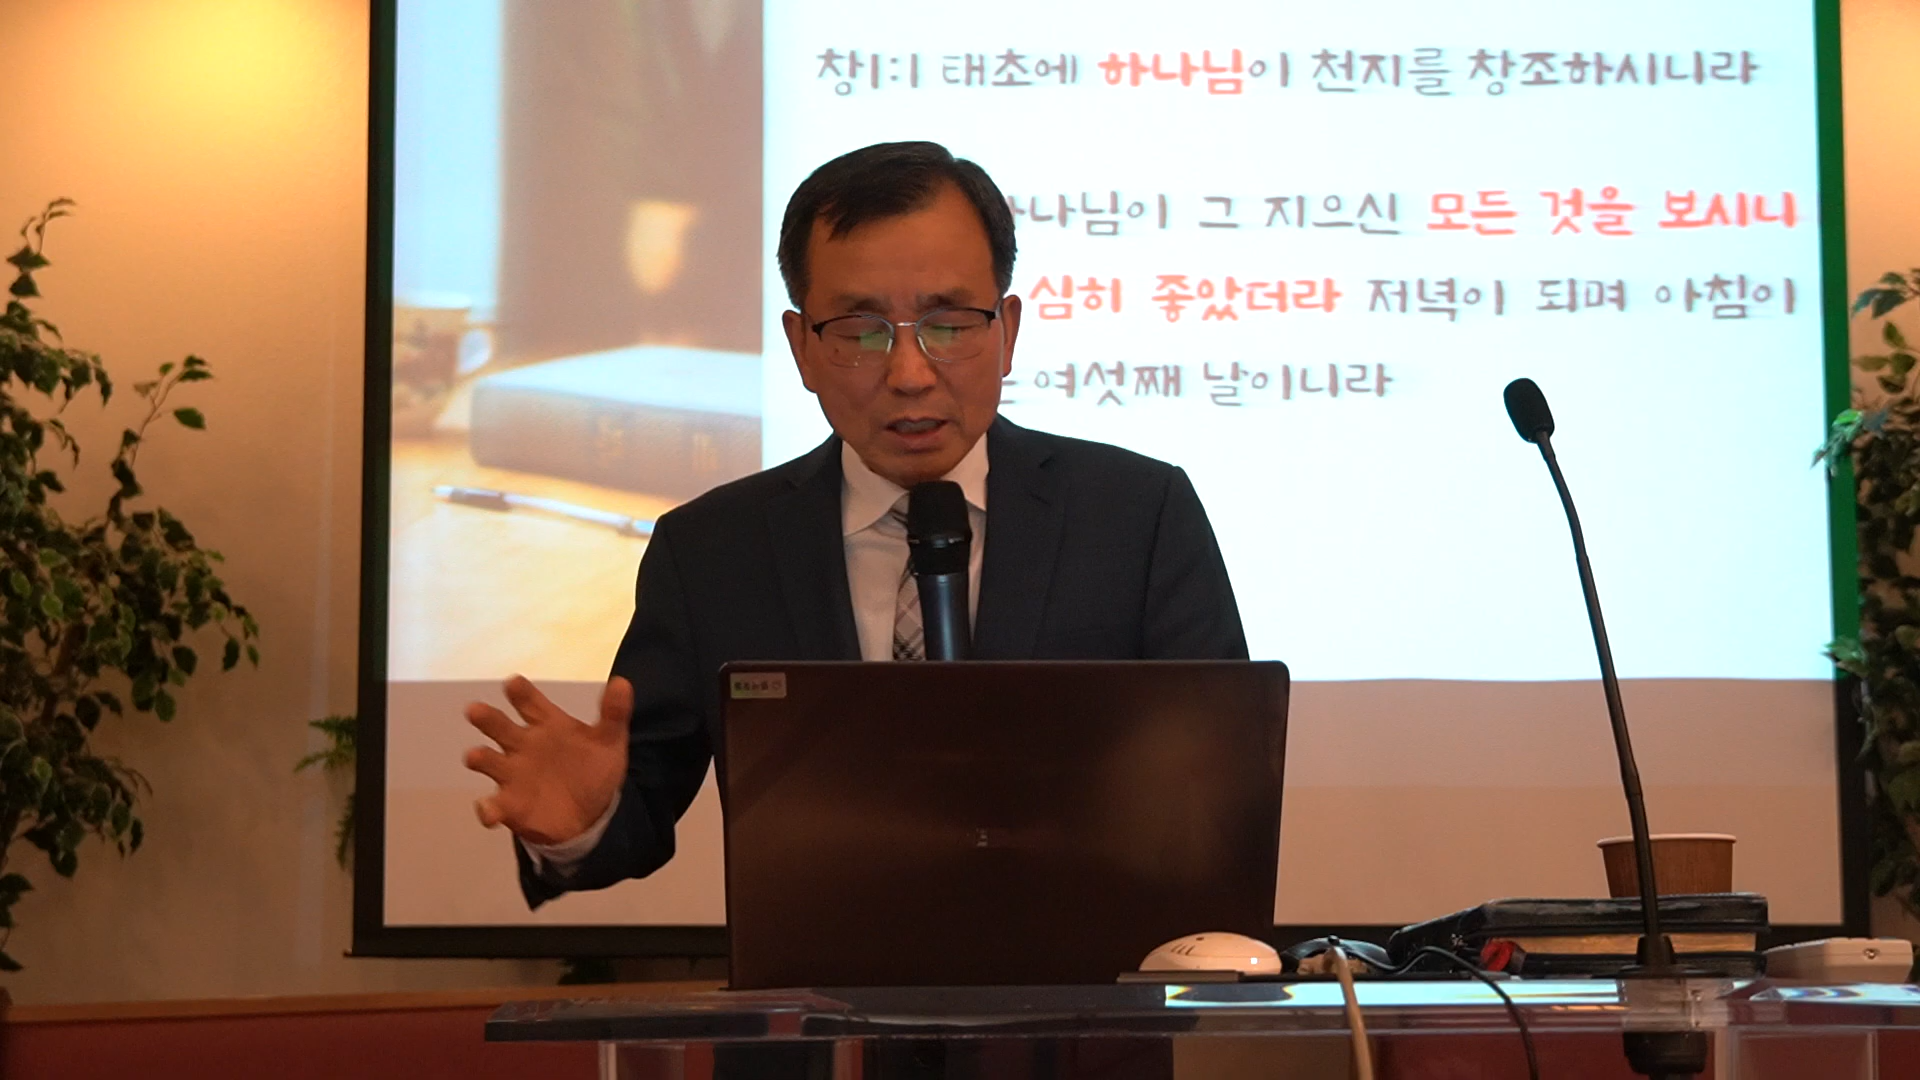 창1:1 태초에 하나님이 천지를 창조하시니라
나님이 그 지으신 모든 것을 보시니
심히 좋았더라 저녁이 되며 아침이
여섯째 날이니라